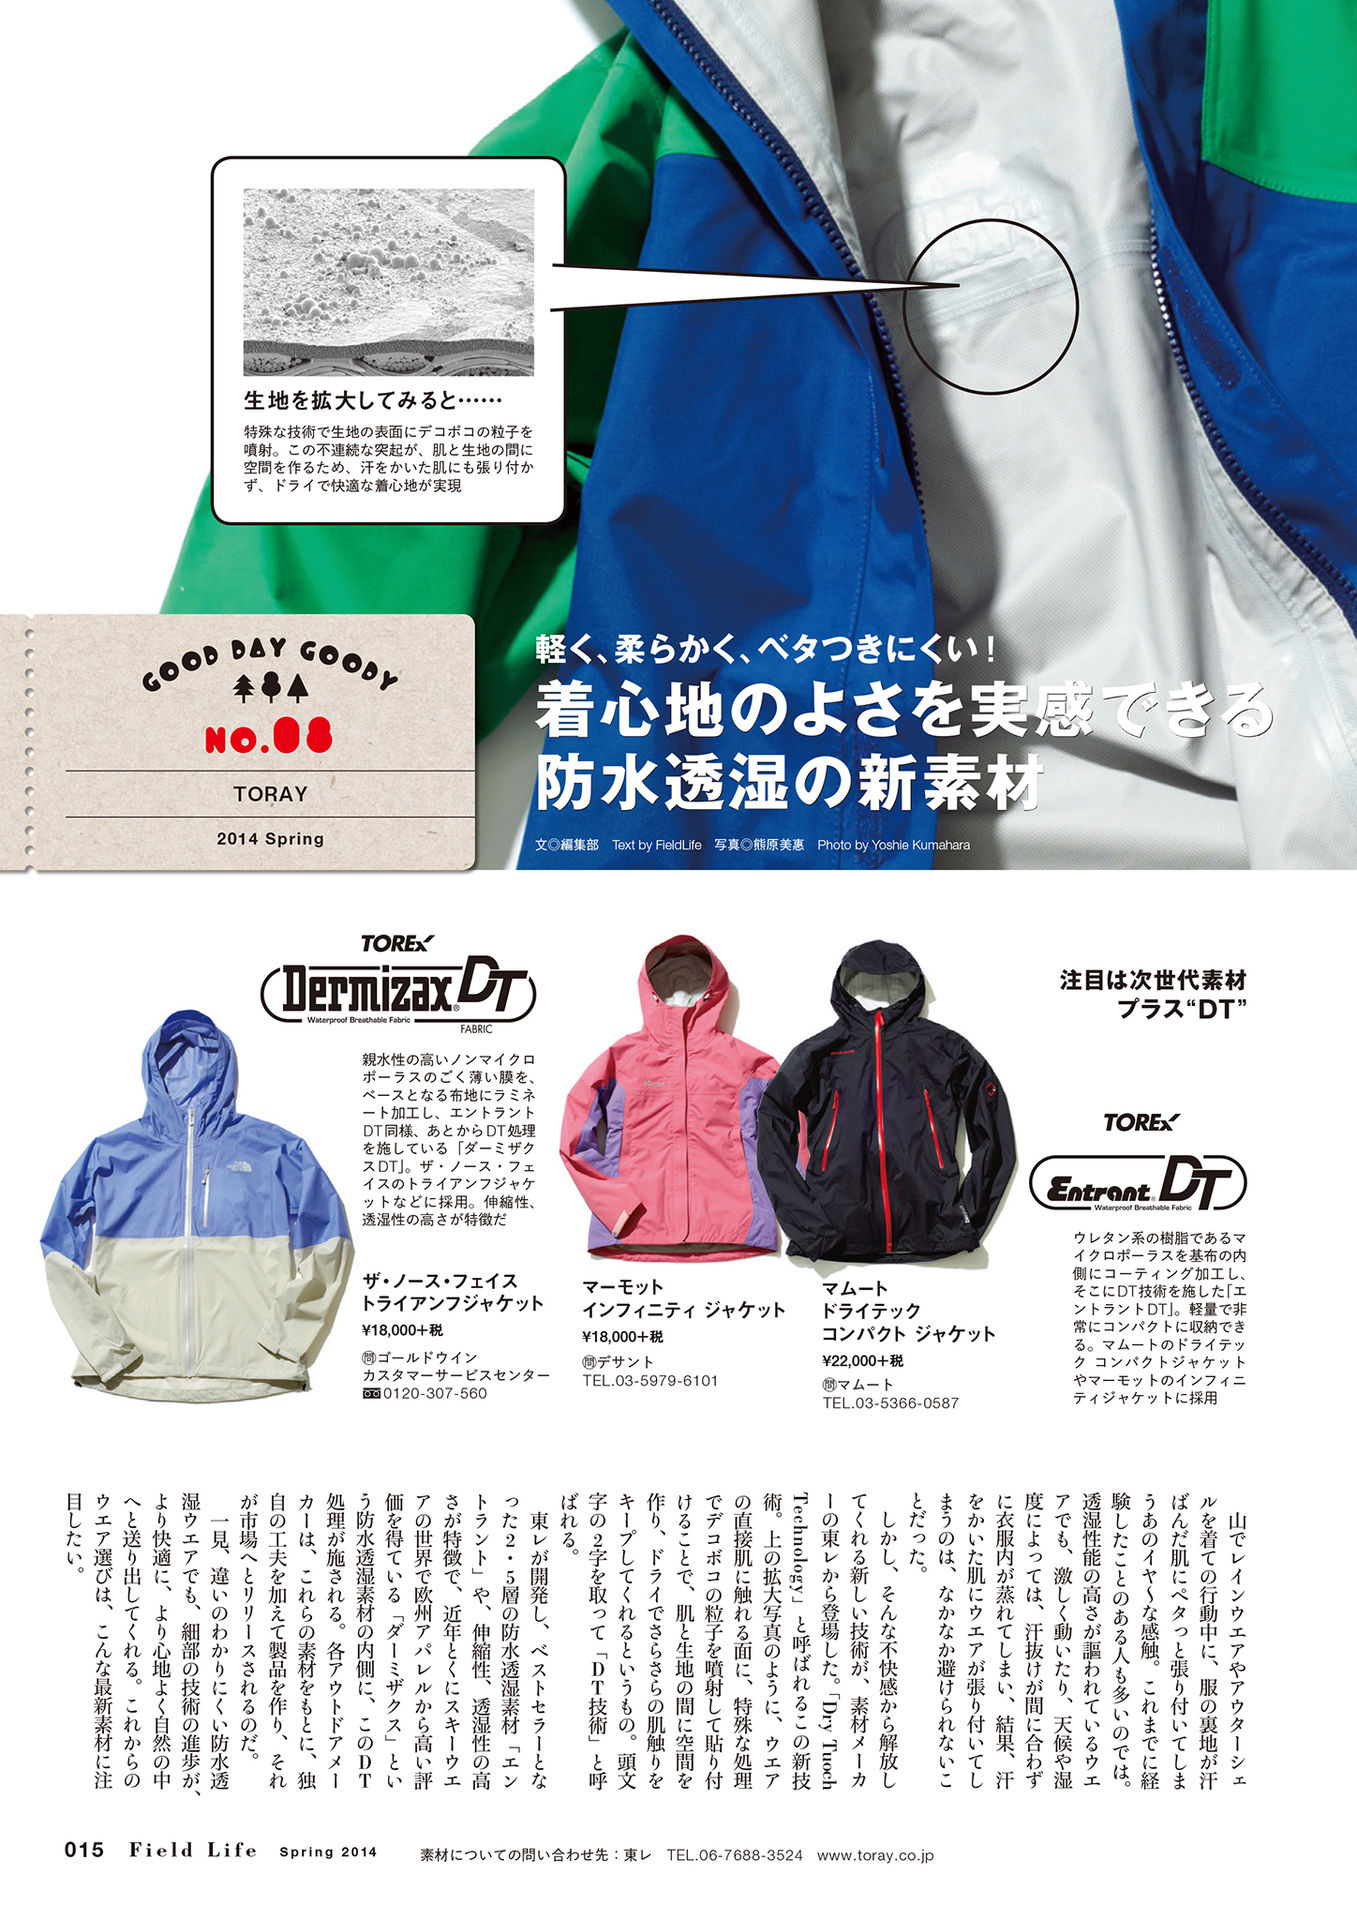 生地を拡大してみると……
特殊な技術で生地の表面にデコボコの粒子を
噴射。この不連続な突起が、肌と生地の間に
空間を作るため、汗をかいた肌にも張り付か
ず、ドライで快適な着心地が実現
GOOD DAY GOODY
NO.08
TORAY
2014 Spring
軽く、柔らかく、ベタつきにくい！
着心地のよさを実感できる
防水透湿の新素材
文◎編集部　Text by FieldLife　写真◎熊原美惠　Photo by Yoshie Kumahara
TOREX
Dermizax® DT
Waterproof Breathable Fabric
FABRIC
親水性の高いノンマイクロ
ポーラスのごく薄い膜を、
ベースとなる布地にラミネ
ート加工し、エントラント
DT同様、あとからDT処理
を施している「ダーミザク
スDT」。ザ・ノース・フェ
イスのトライアンフジャケ
ットなどに採用。伸縮性、
透湿性の高さが特徴だ
ザ・ノース・フェイス
トライアンフジャケット
¥18,000+税
㉄ゴールドウイン
カスタマーサービスセンター
0120-307-560
マーモット
インフィニティ ジャケット
¥18,000+税
㉄デサント
TEL.03-5979-6101
マムート
ドライテック
コンパクト ジャケット
¥22,000+税
㉄マムート
TEL.03-5366-0587
注目は次世代素材
プラス“DT”
TOREX
Entrant® DT
Waterproof Breathable Fabric
ウレタン系の樹脂であるマ
イクロポーラスを基布の内
側にコーティング加工し、
そこにDT技術を施した「エ
ントラントDT」。軽量で非
常にコンパクトに収納でき
る。マムートのドライテッ
ク コンパクトジャケット
やマーモットのインフィニ
ティジャケットに採用
山でレインウエアやアウターシェ
ルを着ての行動中に、服の裏地が汗
ばんだ肌にペタっと張り付いてしま
うあのイヤ〜な感触。これまでに経
験したことのある人も多いのでは。
透湿性能の高さが謳われているウエ
アでも、激しく動いたり、天候や湿
度によっては、汗抜けが間に合わず
に衣服内が蒸れてしまい、結果、汗
をかいた肌にウエアが張り付いてし
まうのは、なかなか避けられないこ
とだった。
しかし、そんな不快感から解放し
てくれる新しい技術が、素材メーカ
ーの東レから登場した。「Dry Tuoch
Technology」と呼ばれるこの新技
術。上の拡大写真のように、ウエア
の直接肌に触れる面に、特殊な処理
でデコボコの粒子を噴射して貼り付
けることで、肌と生地の間に空間を
作り、ドライでさらさらの肌触りを
キープしてくれるというもの。頭文
字の2字を取って「DT技術」と呼
ばれる。
東レが開発し、ベストセラーとな
った2・5層の防水透湿素材「エン
トラント」や、伸縮性、透湿性の高
さが特徴で、近年とくにスキーウエ
アの世界で欧州アパレルから高い評
価を得ている「ダーミザクス」とい
う防水透湿素材の内側に、このDT
処理が施される。各アウトドアメー
カーは、これらの素材をもとに、独
自の工夫を加えて製品を作り、それ
が市場へとリリースされるのだ。
一見、違いのわかりにくい防水透
湿ウエアでも、細部の技術の進歩が、
より快適に、より心地よく自然の中
へと送り出してくれる。これからの
ウエア選びは、こんな最新素材に注
目したい。
015 Field Life Spring 2014
素材についての問い合わせ先：東レ　TEL.06-7688-3524　www.toray.co.jp